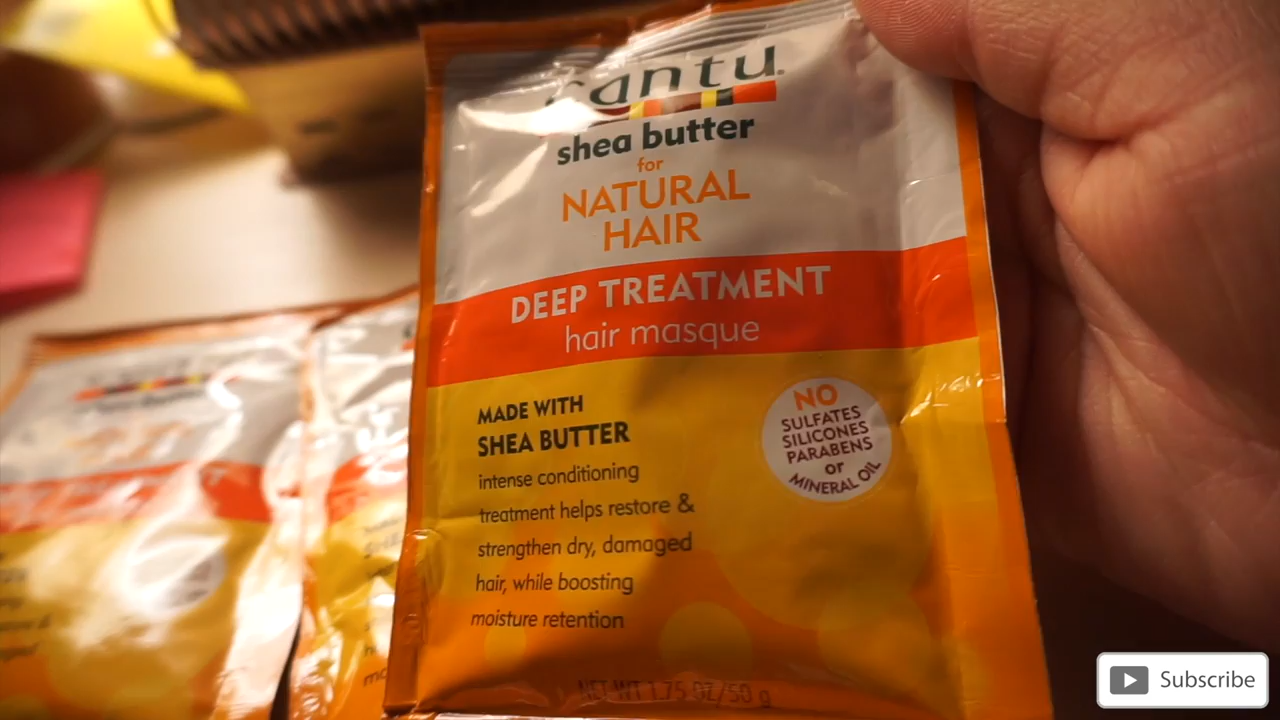 cantu
shea butter
for
NATURAL
HAIR
DEEP TREATMENT
hair masque
MADE WITH
SHEA BUTTER
intense conditioning
treatment helps restore &
strengthen dry, damaged
hair, while boosting
moisture retention
NO
SULFATES
SILICONES
PARABENS
or
MINERAL OIL
NET WT 1.75 OZ/50 g
Subscribe